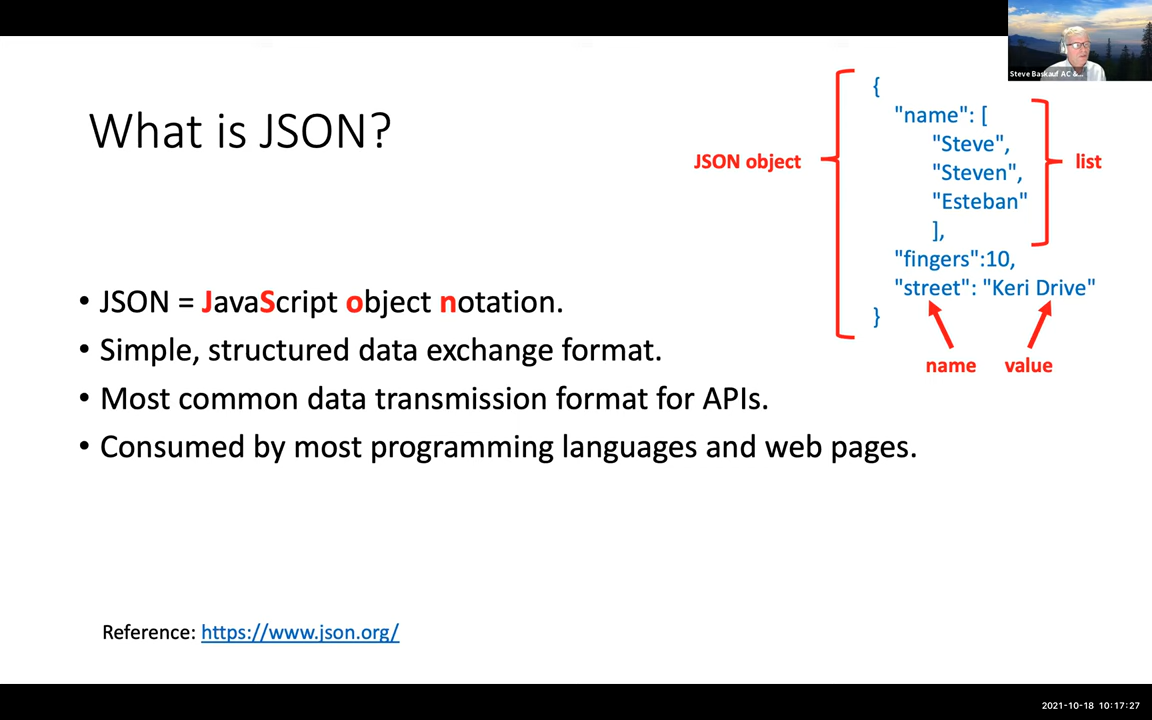 Steve Baskauf AC &...
What is JSON?
JSON object
{
"name": [
"Steve",
"Steven",
"Esteban"
],
"fingers":10,
"street": "Keri Drive"
}
list
name value
• JSON = JavaScript object notation.
• Simple, structured data exchange format.
• Most common data transmission format for APIs.
• Consumed by most programming languages and web pages.
Reference: https://www.json.org/
2021-10-18 10:17:27